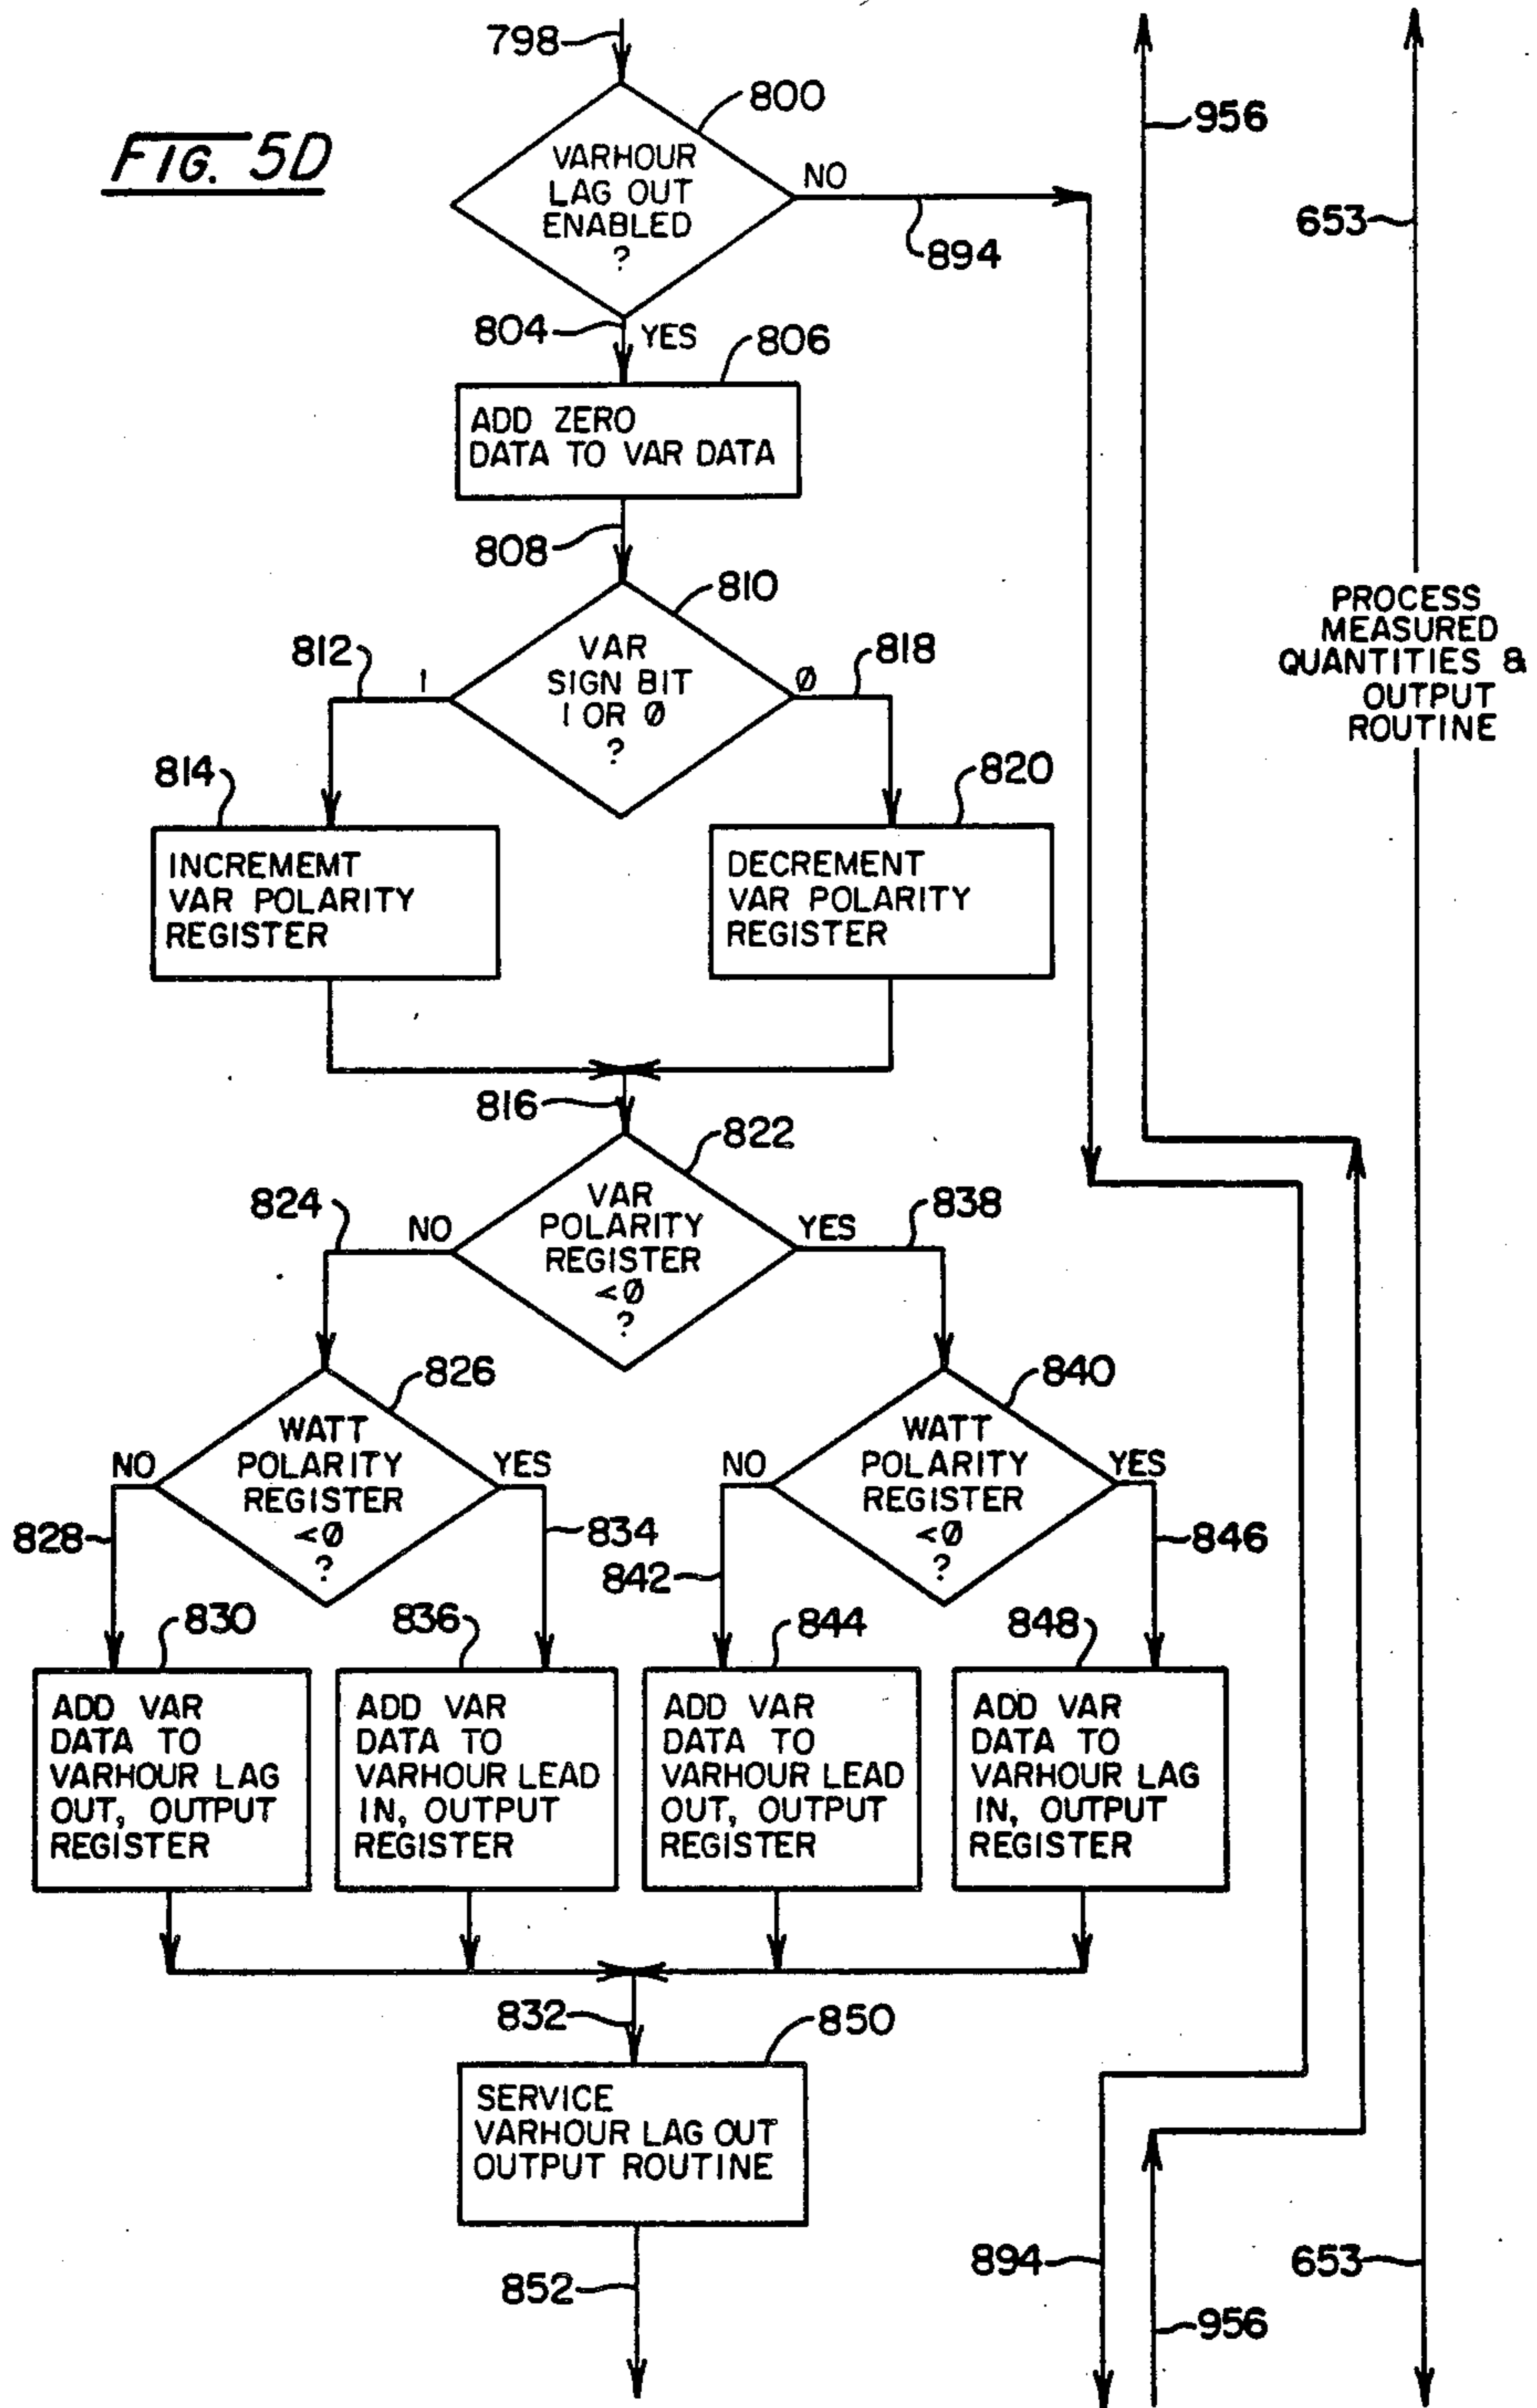 FIG. 5D
798
800
VARHOUR
LAG OUT
ENABLED
?
NO
894
956
653
804
YES
806
ADD ZERO
DATA TO VAR DATA
808
810
VAR
SIGN BIT
1 OR Ø
?
812
1
Ø
818
PROCESS
MEASURED
QUANTITIES &
OUTPUT
ROUTINE
814
INCREMEMT
VAR POLARITY
REGISTER
820
DECREMENT
VAR POLARITY
REGISTER
816
822
VAR
POLARITY
REGISTER
<Ø
?
824
NO
YES
838
826
WATT
POLARITY
REGISTER
<Ø
?
NO
YES
828
834
840
WATT
POLARITY
REGISTER
<Ø
?
NO
YES
842
846
830
ADD VAR
DATA TO
VARHOUR LAG
OUT, OUTPUT
REGISTER
836
ADD VAR
DATA TO
VARHOUR LEAD
IN, OUTPUT
REGISTER
844
ADD VAR
DATA TO
VARHOUR LEAD
OUT, OUTPUT
REGISTER
848
ADD VAR
DATA TO
VARHOUR LAG
IN, OUTPUT
REGISTER
832
850
SERVICE
VARHOUR LAG OUT
OUTPUT ROUTINE
852
894
956
653